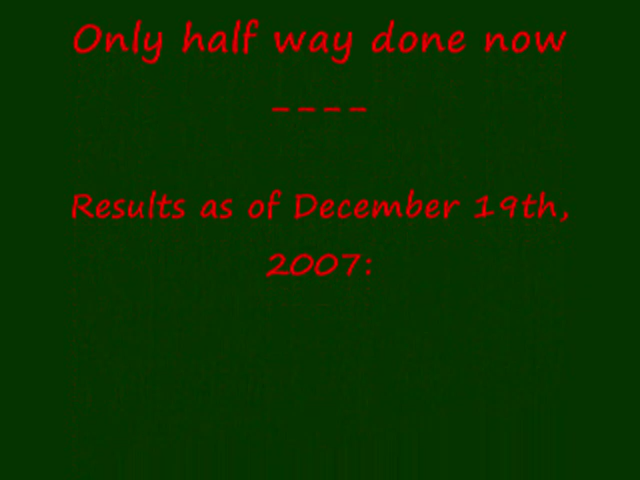 Only half way done now
----
Results as of December 19th,
2007: